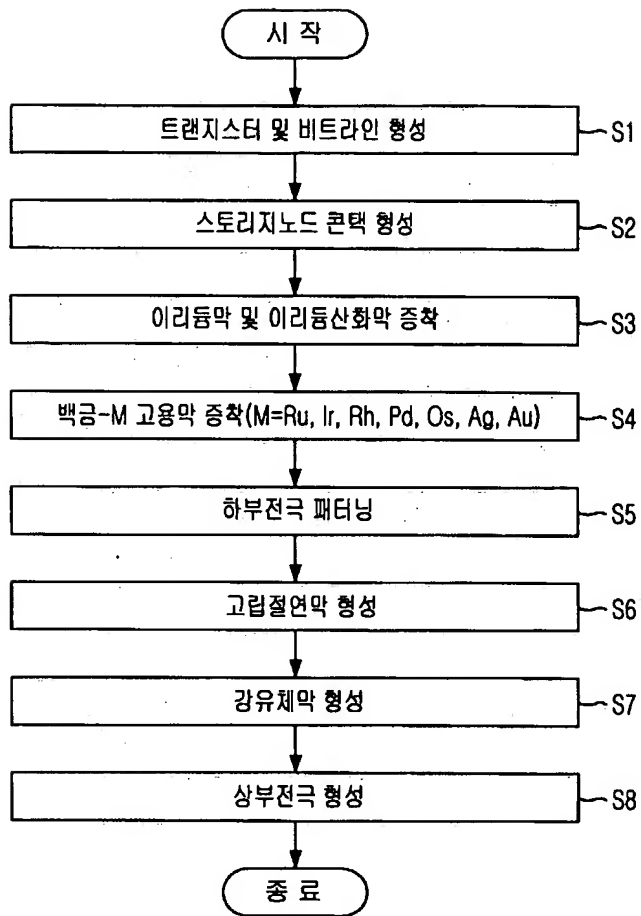 시 작
트랜지스터 및 비트라인 형성
S1
스토리지노드 콘택 형성
S2
이리듐막 및 이리듐산화막 증착
S3
백금-M 고용막 증착(M=Ru, Ir, Rh, Pd, Os, Ag, Au)
S4
하부전극 패터닝
S5
고립절연막 형성
S6
강유체막 형성
S7
상부전극 형성
S8
종 료